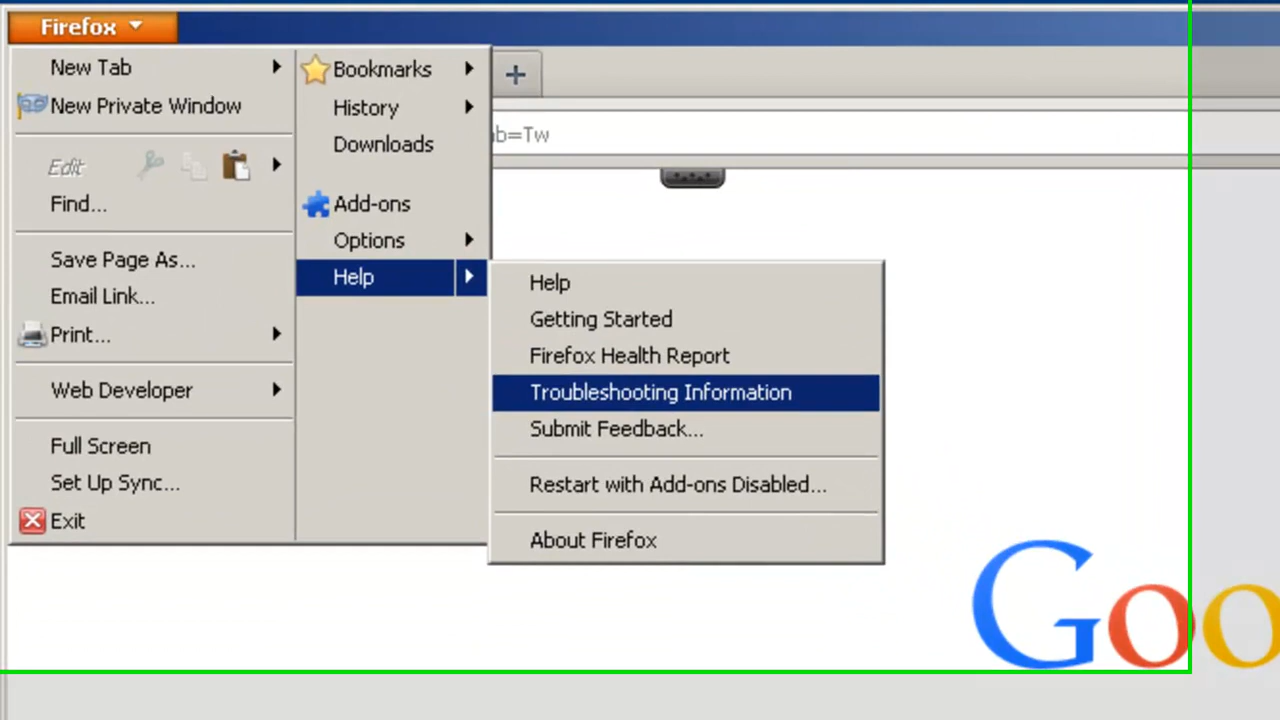 Firefox
New Tab
New Private Window
Edit
Find...
Save Page As...
Email Link...
Print...
Web Developer
Full Screen
Set Up Sync...
Exit
Bookmarks
History
Downloads
Add-ons
Options
Help
Help
Getting Started
Firefox Health Report
Troubleshooting Information
Submit Feedback...
Restart with Add-ons Disabled...
About Firefox
b=Tw
Goo